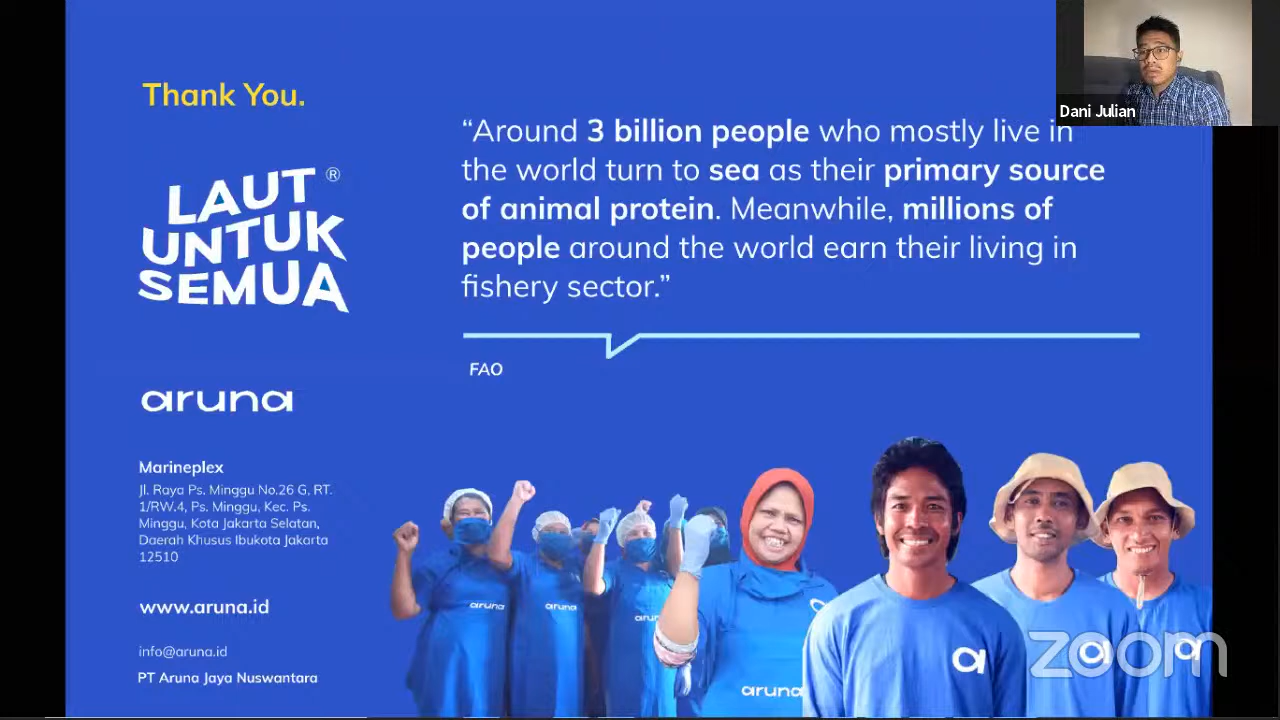 Dani Julian
Thank You.
LAUT ®
UNTUK
SEMUA
“Around 3 billion people who mostly live in
the world turn to sea as their primary source
of animal protein. Meanwhile, millions of
people around the world earn their living in
fishery sector.”
FAO
aruna
Marineplex
Jl. Raya Ps. Minggu No.26 G, RT.
1/RW.4, Ps. Minggu, Kec. Ps.
Minggu, Kota Jakarta Selatan,
Daerah Khusus Ibukota Jakarta
12510
www.aruna.id
info@aruna.id
PT Aruna Jaya Nuswantara
aruna
aruna
aruna
aruna
a
a
a
zoom